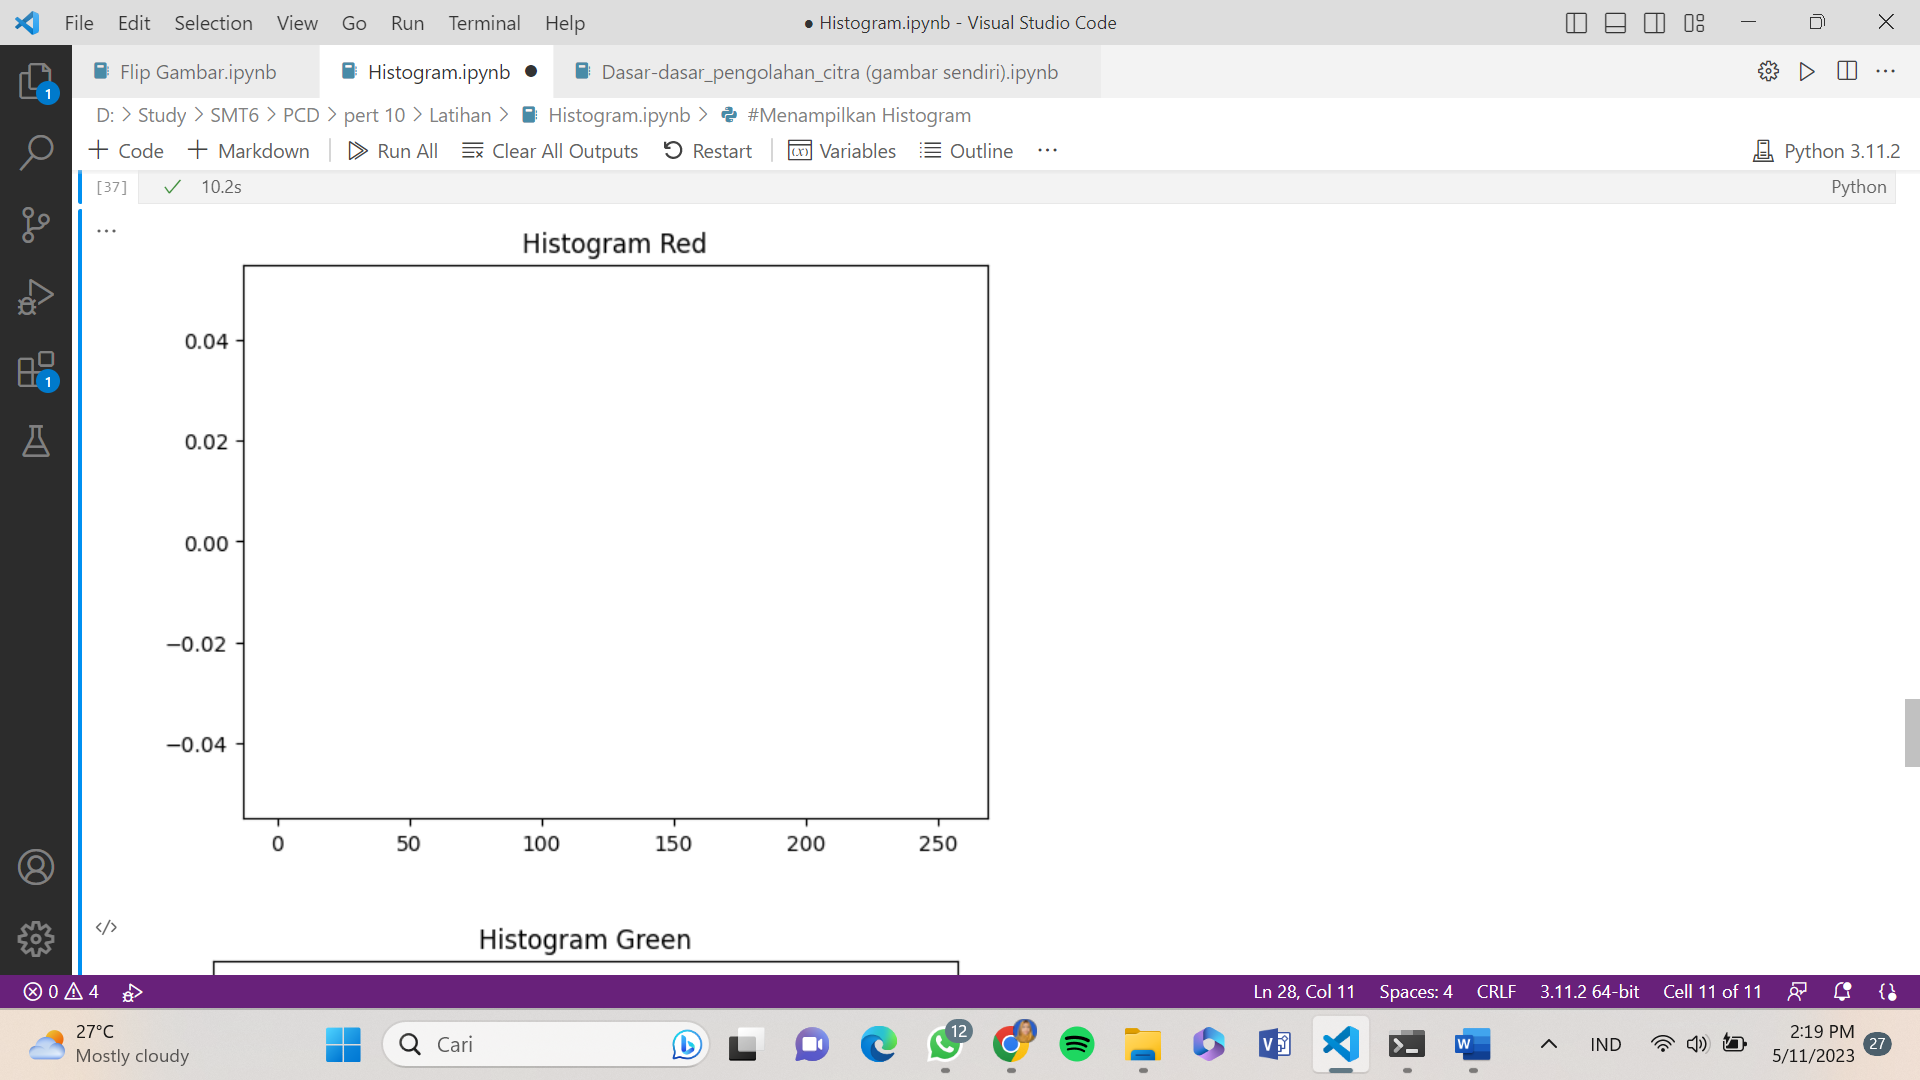 File Edit Selection View Go Run Terminal Help
● Histogram.ipynb - Visual Studio Code
Flip Gambar.ipynb
Histogram.ipynb ●
Dasar-dasar_pengolahan_citra (gambar sendiri).ipynb
D: > Study > SMT6 > PCD > pert 10 > Latihan > Histogram.ipynb > #Menampilkan Histogram
+ Code + Markdown Run All Clear All Outputs Restart (x) Variables Outline ... Python 3.11.2
1
[37] ✓ 10.2s Python
...
Histogram Red
0.04
0.02
1
0.00
−0.02
−0.04
0 50 100 150 200 250
</>
Histogram Green
0 4 Ln 28, Col 11 Spaces: 4 CRLF 3.11.2 64-bit Cell 11 of 11
27°C
Mostly cloudy
Cari
12
IND
2:19 PM
5/11/2023
27